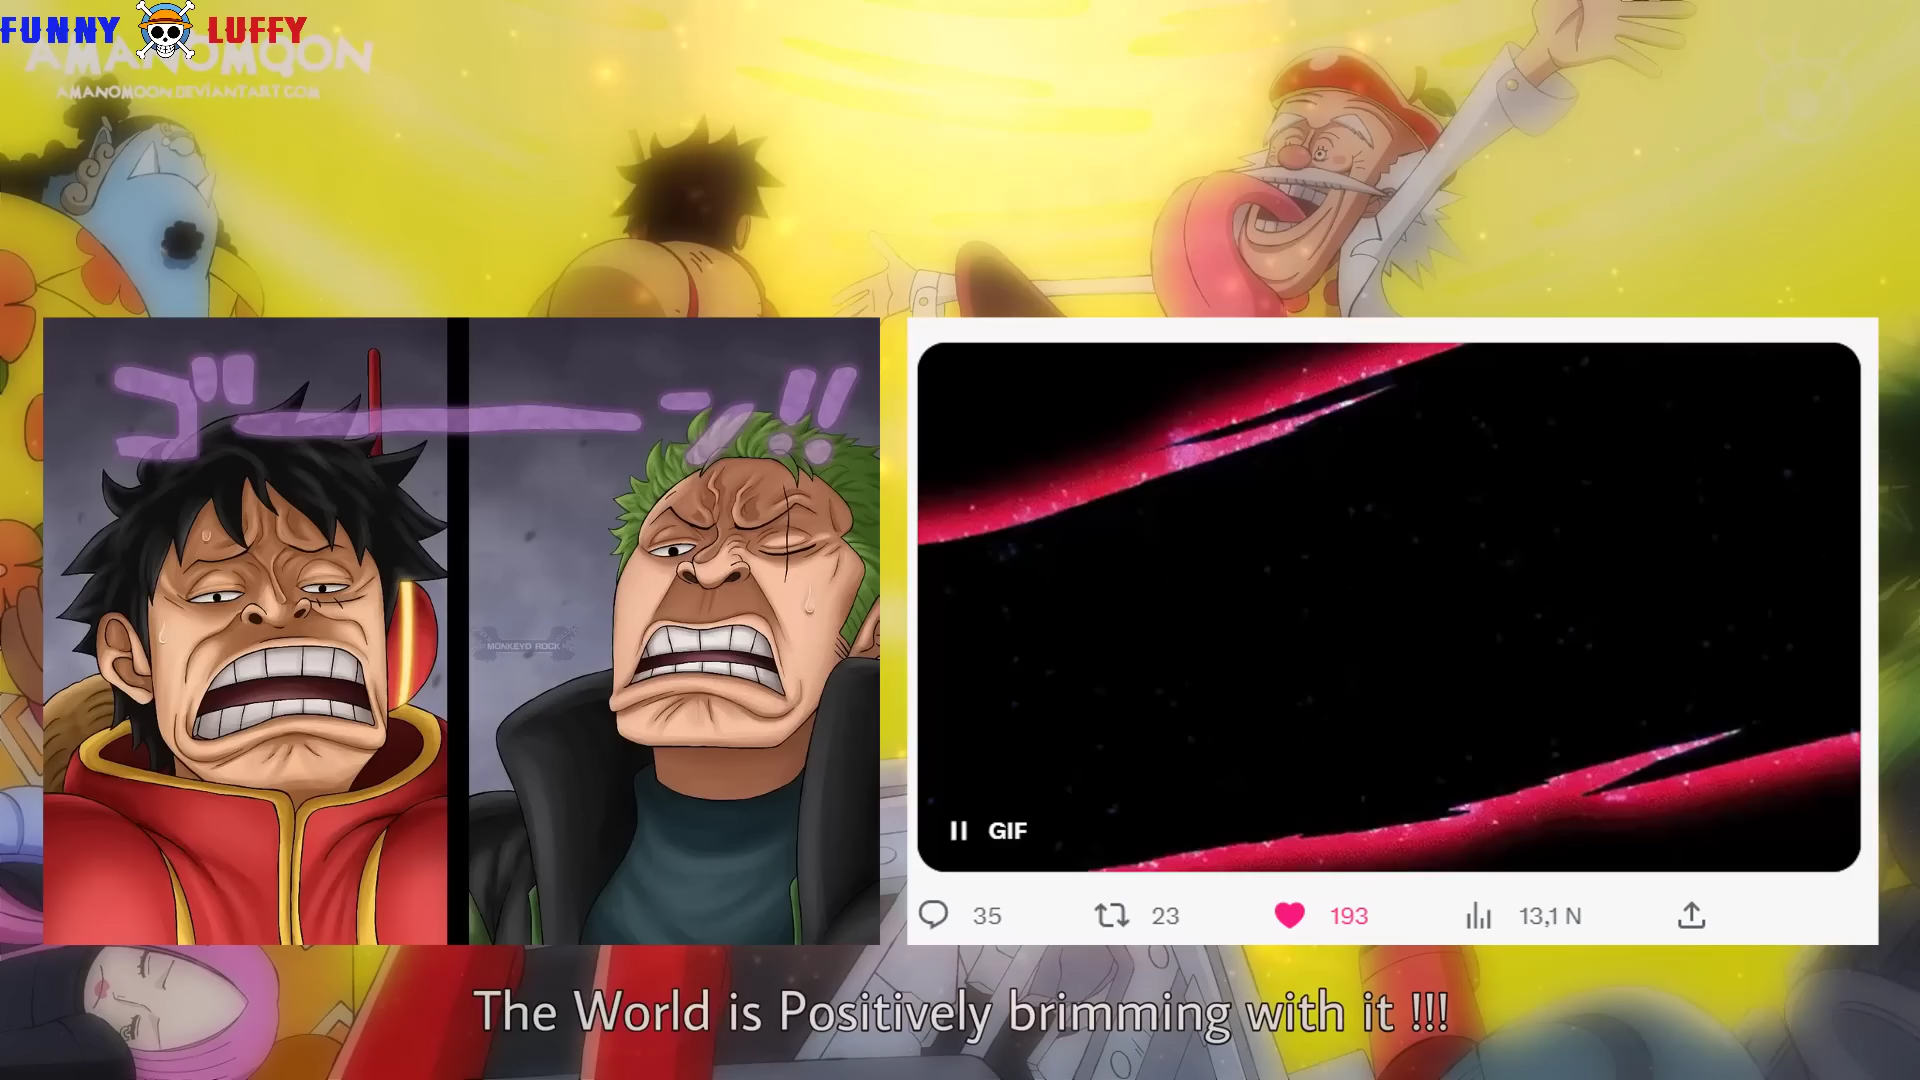 FUNNY LUFFY
AMANOMOON
AMANOMOON.DEVIANTART.COM
ゴーーン!!
MONKEYD ROCK
GIF
35 23 193 13,1 N
The World is Positively brimming with it !!!